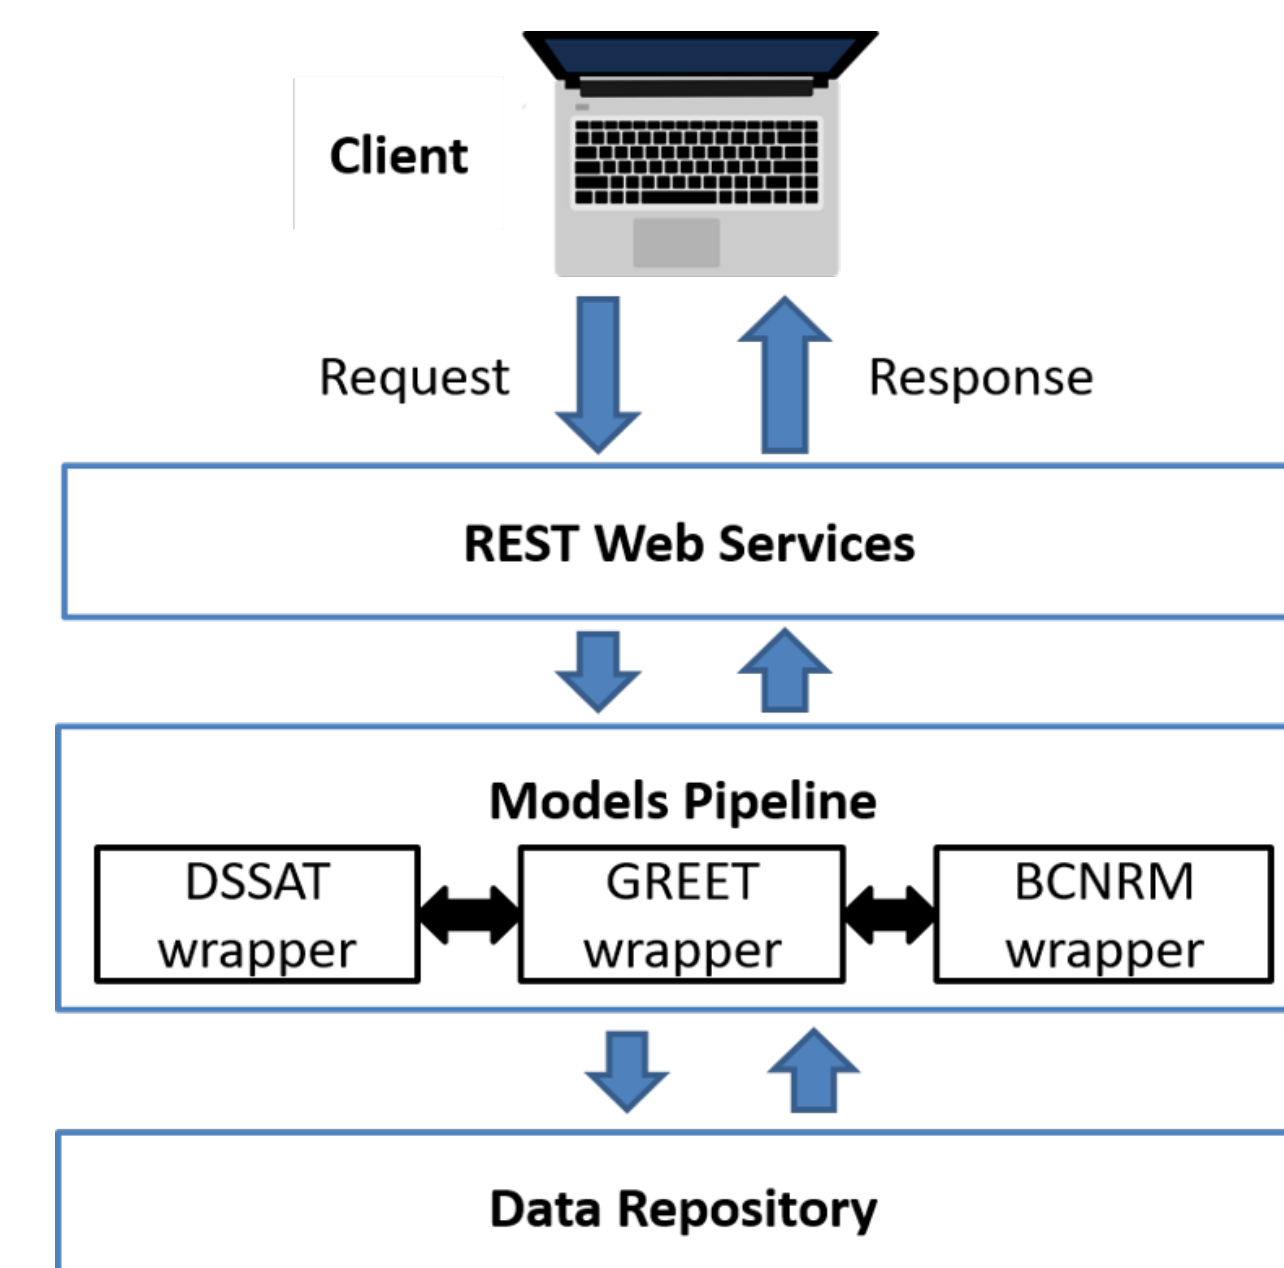 Client
Request
Response
REST Web Services
Models Pipeline
DSSAT
wrapper
GREET
wrapper
BCNRM
wrapper
Data Repository